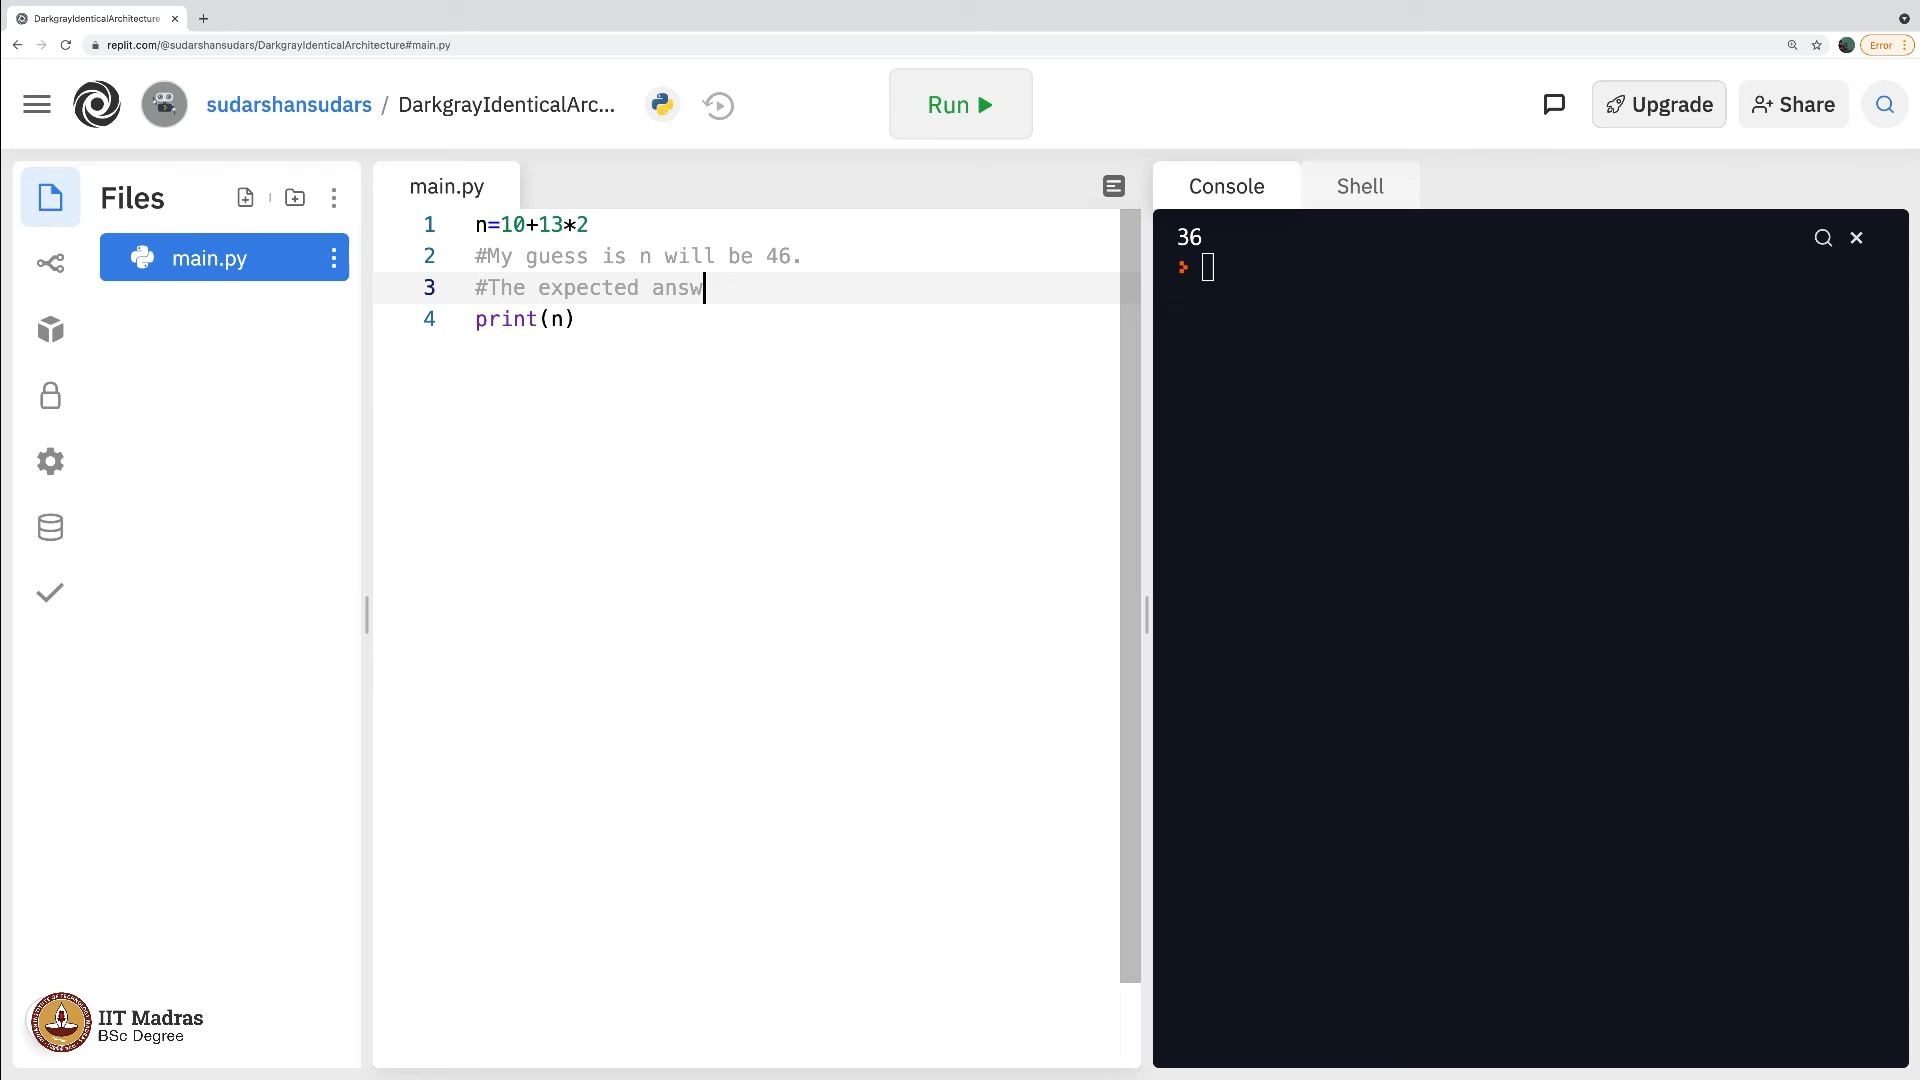 DarkgrayIdenticalArchitecture
replit.com/@sudarshansudars/DarkgrayIdenticalArchitecture#main.py
Error
sudarshansudars / DarkgrayIdenticalArc...
Run
Upgrade
Share
Files
main.py
main.py
1 n=10+13*2
2 #My guess is n will be 46.
3 #The expected answ
4 print(n)
Console
Shell
36
IIT Madras
BSc Degree